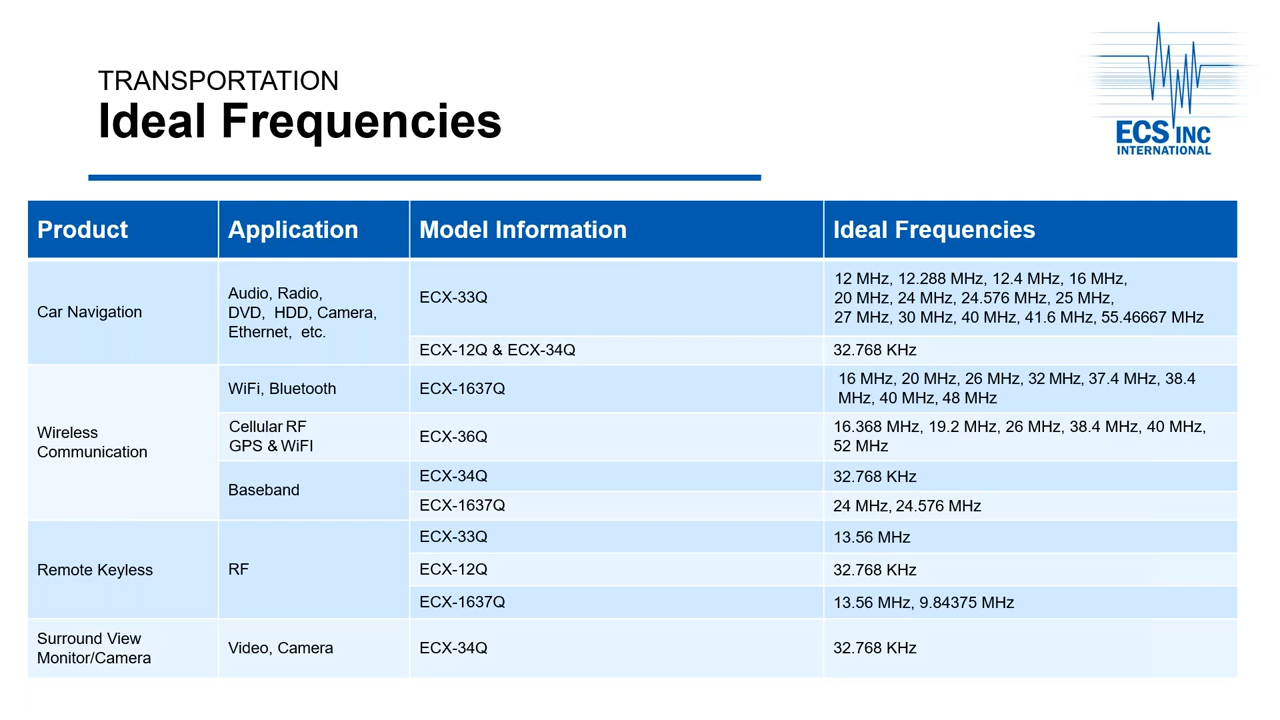 TRANSPORTATION
Ideal Frequencies
ECS INC
INTERNATIONAL
Product Application Model Information Ideal Frequencies
Car Navigation
Audio, Radio,
DVD, HDD, Camera,
Ethernet, etc.
ECX-33Q
12 MHz, 12.288 MHz, 12.4 MHz, 16 MHz,
20 MHz, 24 MHz, 24.576 MHz, 25 MHz,
27 MHz, 30 MHz, 40 MHz, 41.6 MHz, 55.46667 MHz
ECX-12Q & ECX-34Q 32.768 KHz
Wireless
Communication
WiFi, Bluetooth
ECX-1637Q
16 MHz, 20 MHz, 26 MHz, 32 MHz, 37.4 MHz, 38.4
MHz, 40 MHz, 48 MHz
Cellular RF
GPS & WiFI
ECX-36Q
16.368 MHz, 19.2 MHz, 26 MHz, 38.4 MHz, 40 MHz,
52 MHz
Baseband
ECX-34Q 32.768 KHz
ECX-1637Q 24 MHz, 24.576 MHz
Remote Keyless
RF
ECX-33Q 13.56 MHz
ECX-12Q 32.768 KHz
ECX-1637Q 13.56 MHz, 9.84375 MHz
Surround View
Monitor/Camera
Video, Camera
ECX-34Q
32.768 KHz